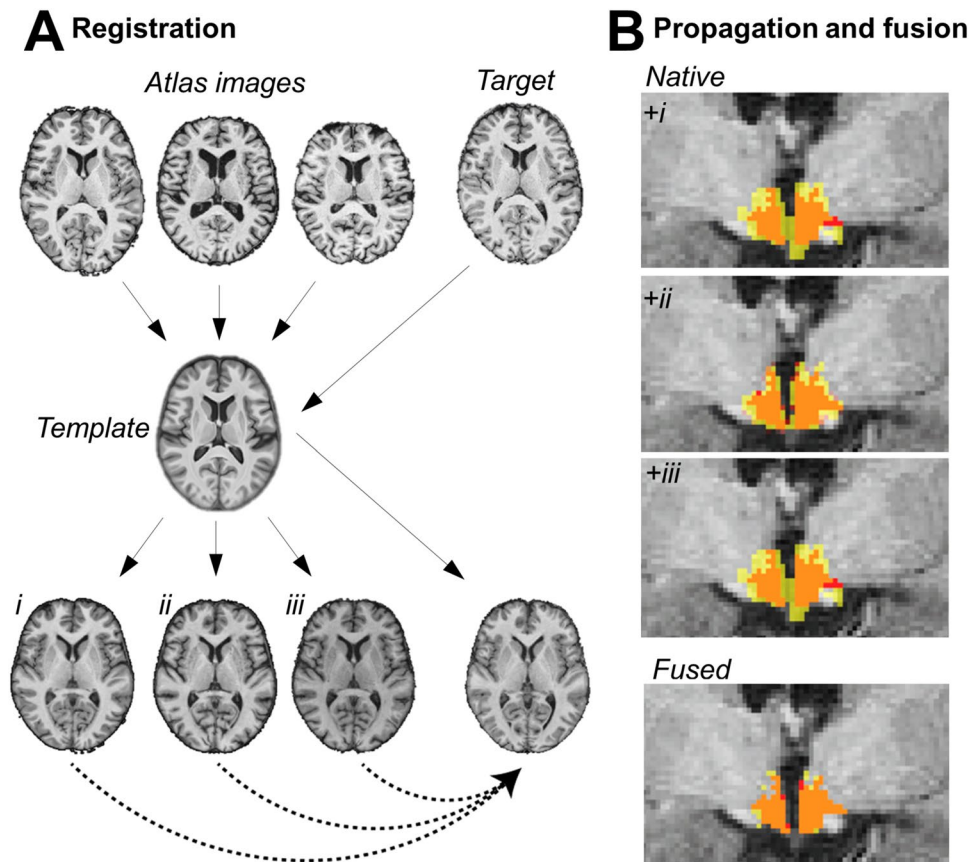 A Registration
Atlas images
Target
Template
i
ii
iii
B Propagation and fusion
Native
+i
+ii
+iii
Fused